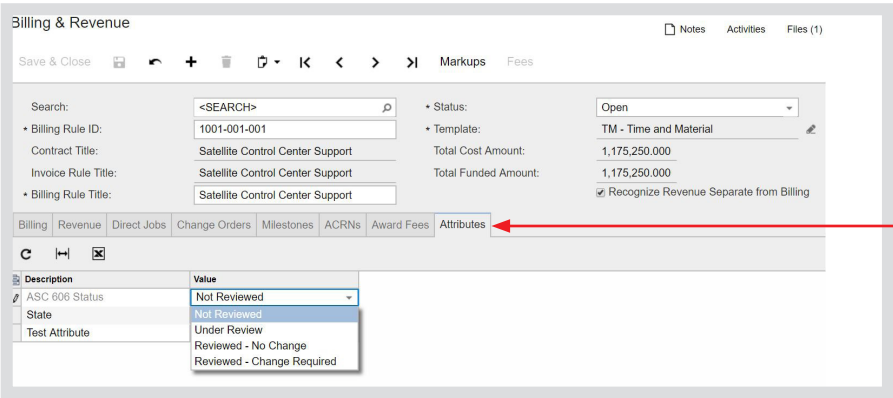 Billing & Revenue
Notes Activities Files (1)
Save & Close Markups Fees
Search: <SEARCH> * Status: Open
* Billing Rule ID: 1001-001-001 * Template: TM - Time and Material
Contract Title: Satellite Control Center Support Total Cost Amount: 1,175,250.000
Invoice Rule Title: Satellite Control Center Support Total Funded Amount: 1,175,250.000
* Billing Rule Title: Satellite Control Center Support Recognize Revenue Separate from Billing
Billing Revenue Direct Jobs Change Orders Milestones ACRNs Award Fees Attributes
Description Value
ASC 606 Status Not Reviewed
State Not Reviewed
Test Attribute Under Review
Reviewed - No Change
Reviewed - Change Required